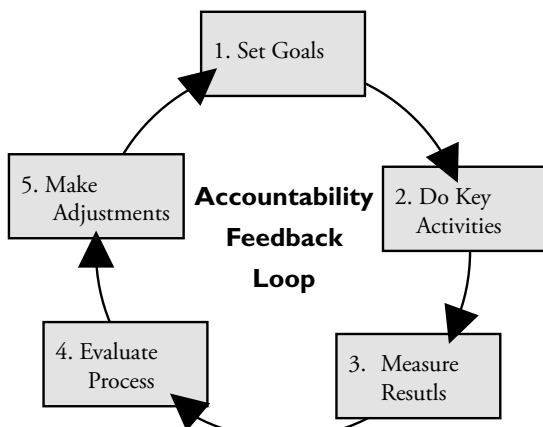 1. Set Goals
5. Make
Adjustments
Accountability
Feedback
Loop
2. Do Key
Activities
4. Evaluate
Process
3. Measure
Resutls